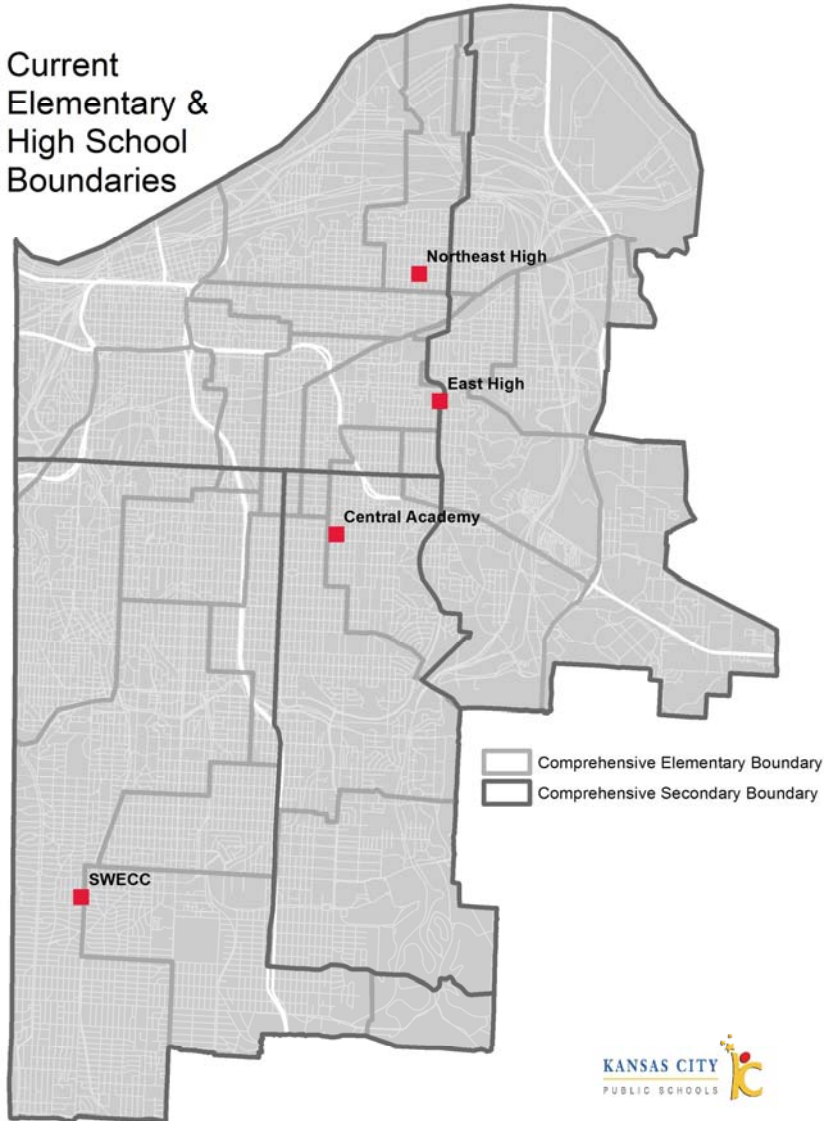 Current
Elementary &
High School
Boundaries
Northeast High
East High
Central Academy
Comprehensive Elementary Boundary
Comprehensive Secondary Boundary
SWECC
KANSAS CITY
PUBLIC SCHOOLS